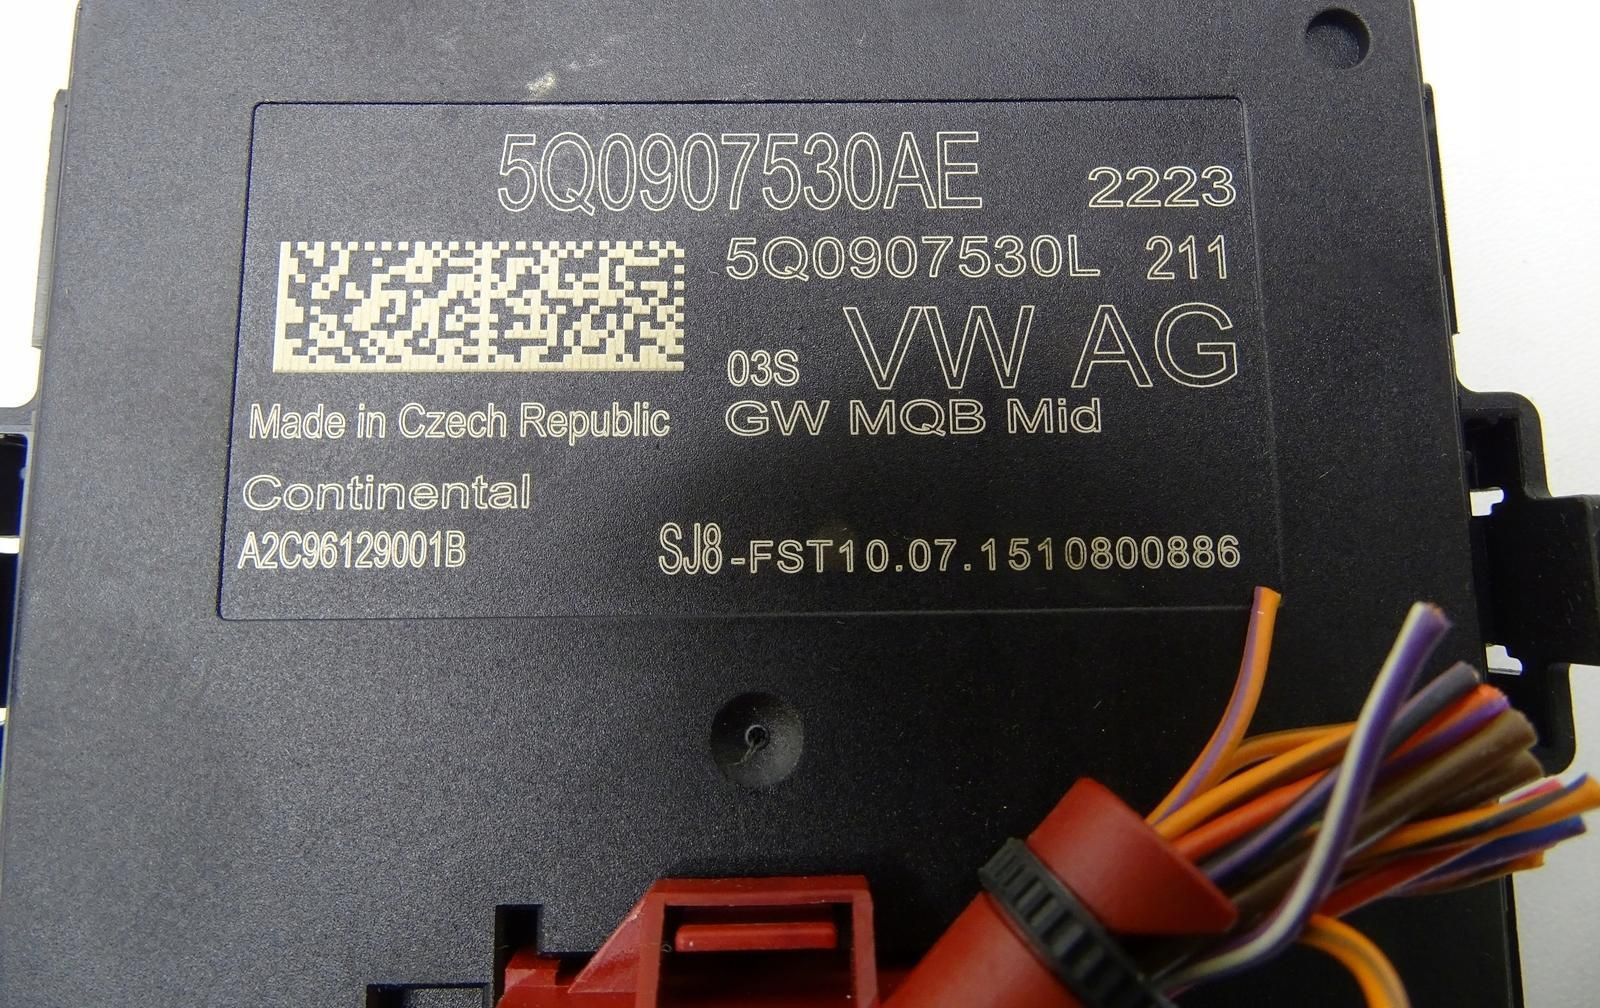 5Q0907530AE 2223
5Q0907530L 211
03S VW AG
Made in Czech Republic GW MQB Mid
Continental
A2C96129001B SJ8-FST10.07.1510800886